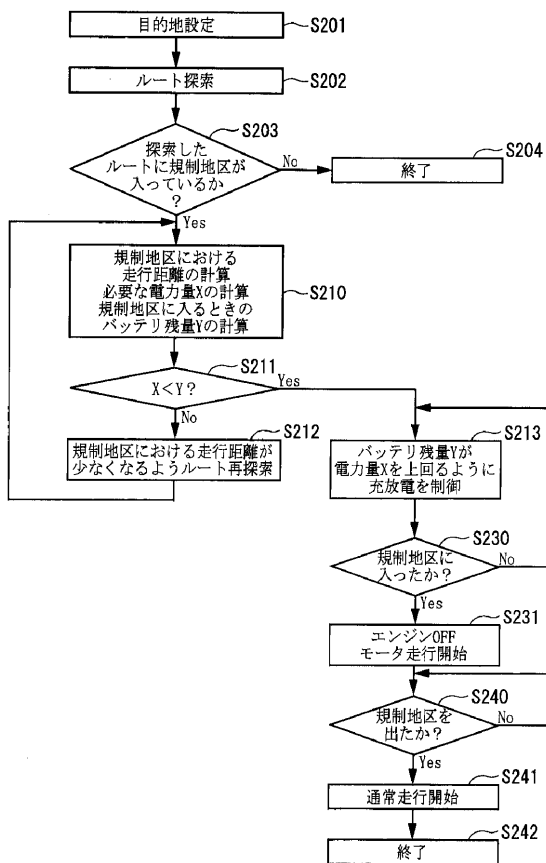 目的地設定
S201
ルート探索
S202
S203
探索した
ルートに規制地区が
入っているか
?
No
S204
終了
Yes
規制地区における
走行距離の計算
必要な電力量Xの計算
規制地区に入るときの
バッテリ残量Yの計算
S210
S211
X<Y?
Yes
No
S212
規制地区における走行距離が
少なくなるようルート再探索
S213
バッテリ残量Yが
電力量Xを上回るように
充放電を制御
S230
規制地区に
入ったか?
No
Yes
S231
エンジンOFF
モータ走行開始
S240
規制地区を
出たか?
No
Yes
S241
通常走行開始
S242
終了